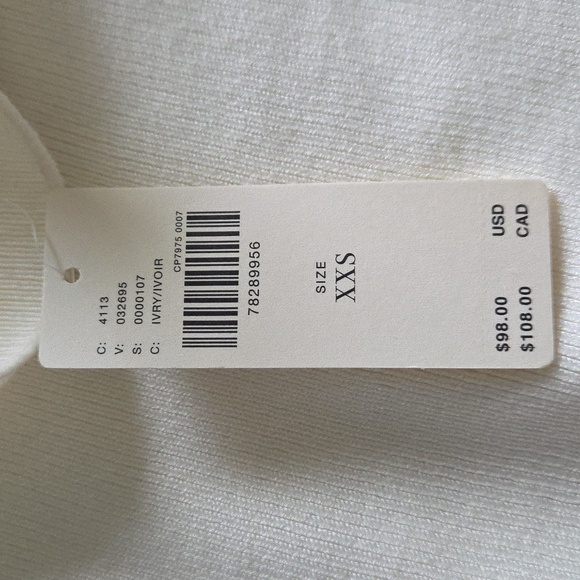 C: 4113
V: 032695
S: 0000107
C: IVRY/IVOIR
CP7975 0007
78289956
SIZE
XXS
$98.00 USD
$108.00 CAD